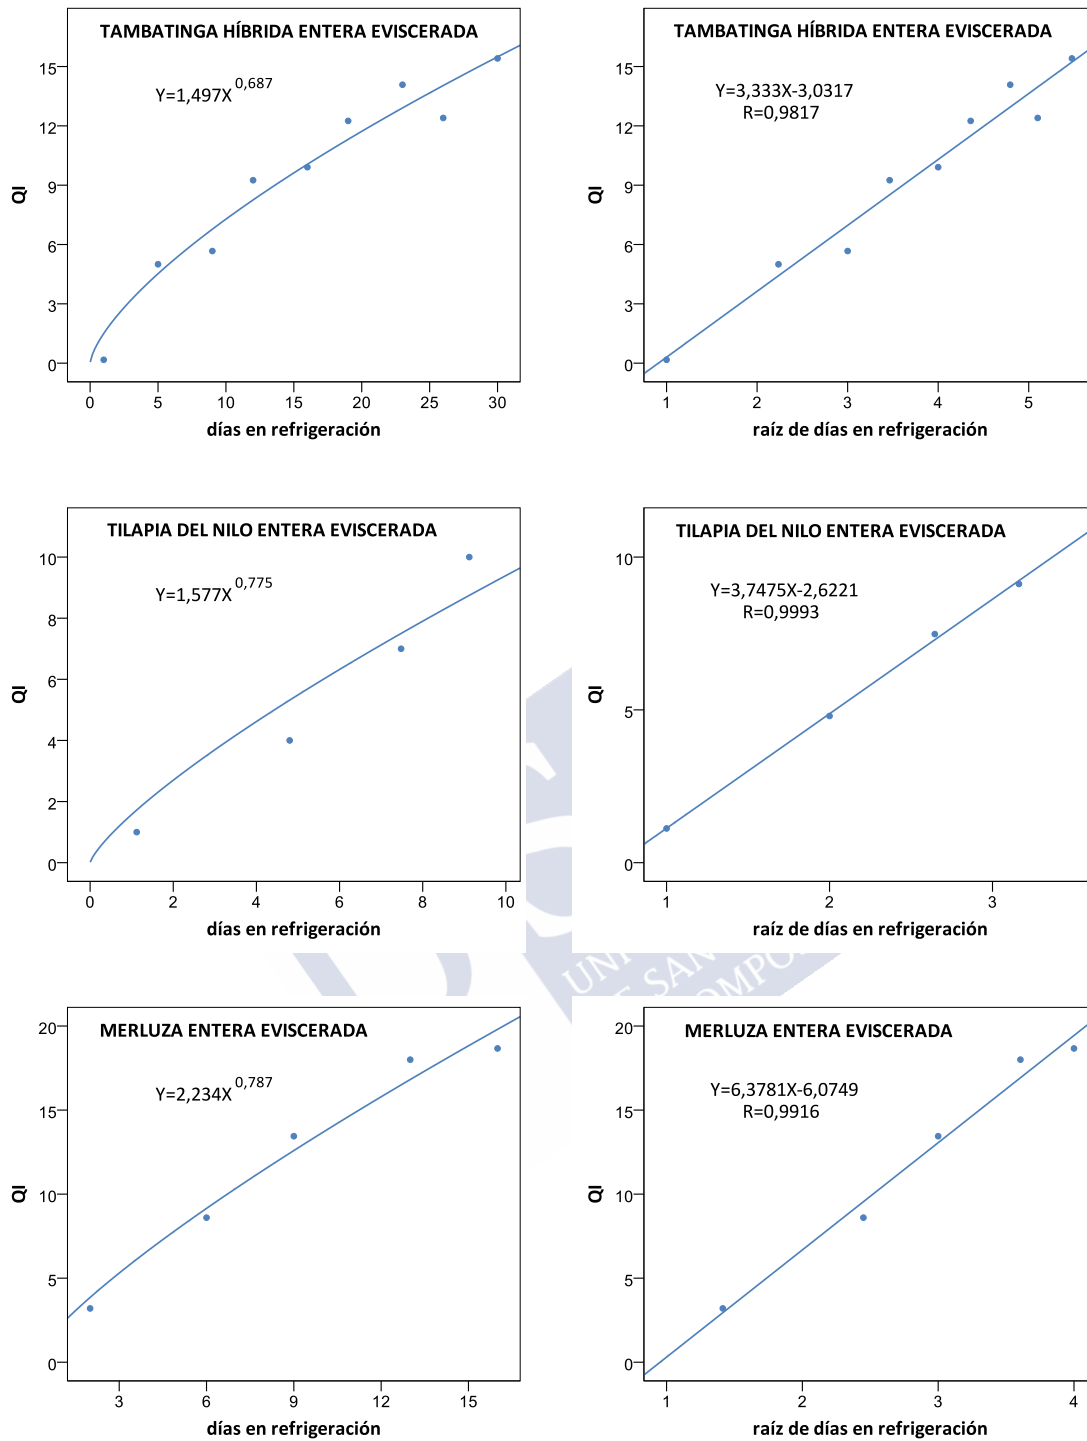 TAMBATINGA HÍBRIDA ENTERA EVISCERADA
Y=1,497X^0,687
QI
15
12
9
6
3
0
0 5 10 15 20 25 30
días en refrigeración
TAMBATINGA HÍBRIDA ENTERA EVISCERADA
Y=3,333X-3,0317
R=0,9817
QI
15
12
9
6
3
0
1 2 3 4 5
raíz de días en refrigeración
TILAPIA DEL NILO ENTERA EVISCERADA
Y=1,577X^0,775
QI
10
8
6
4
2
0
0 2 4 6 8 10
días en refrigeración
TILAPIA DEL NILO ENTERA EVISCERADA
Y=3,7475X-2,6221
R=0,9993
QI
10
5
0
1 2 3
raíz de días en refrigeración
MERLUZA ENTERA EVISCERADA
Y=2,234X^0,787
QI
20
15
10
5
0
3 6 9 12 15
días en refrigeración
MERLUZA ENTERA EVISCERADA
Y=6,3781X-6,0749
R=0,9916
QI
20
15
10
5
0
1 2 3 4
raíz de días en refrigeración